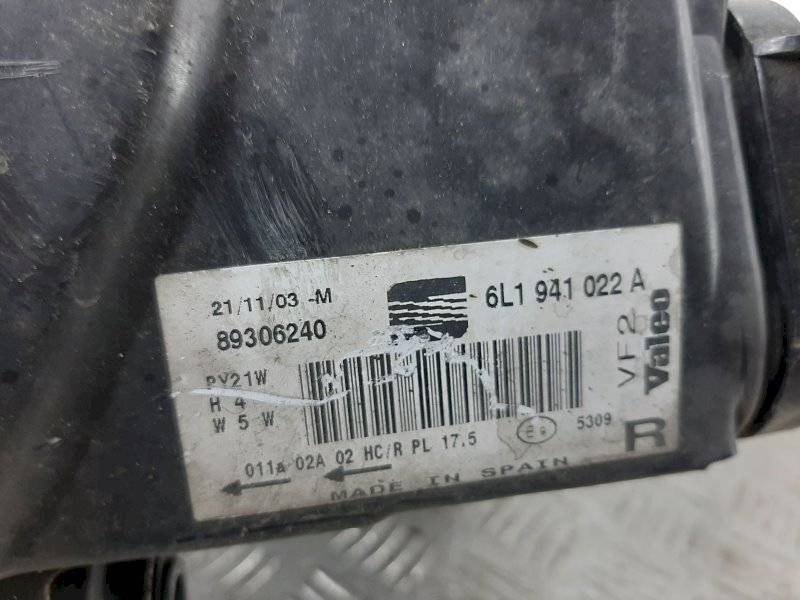 21/11/03 -M
89306240
6L1 941 022 A
PY21W
H 4
W 5 W
VF2
Valeo
5309
R
011a 02A 02 HC/R PL 17.5
MADE IN SPAIN